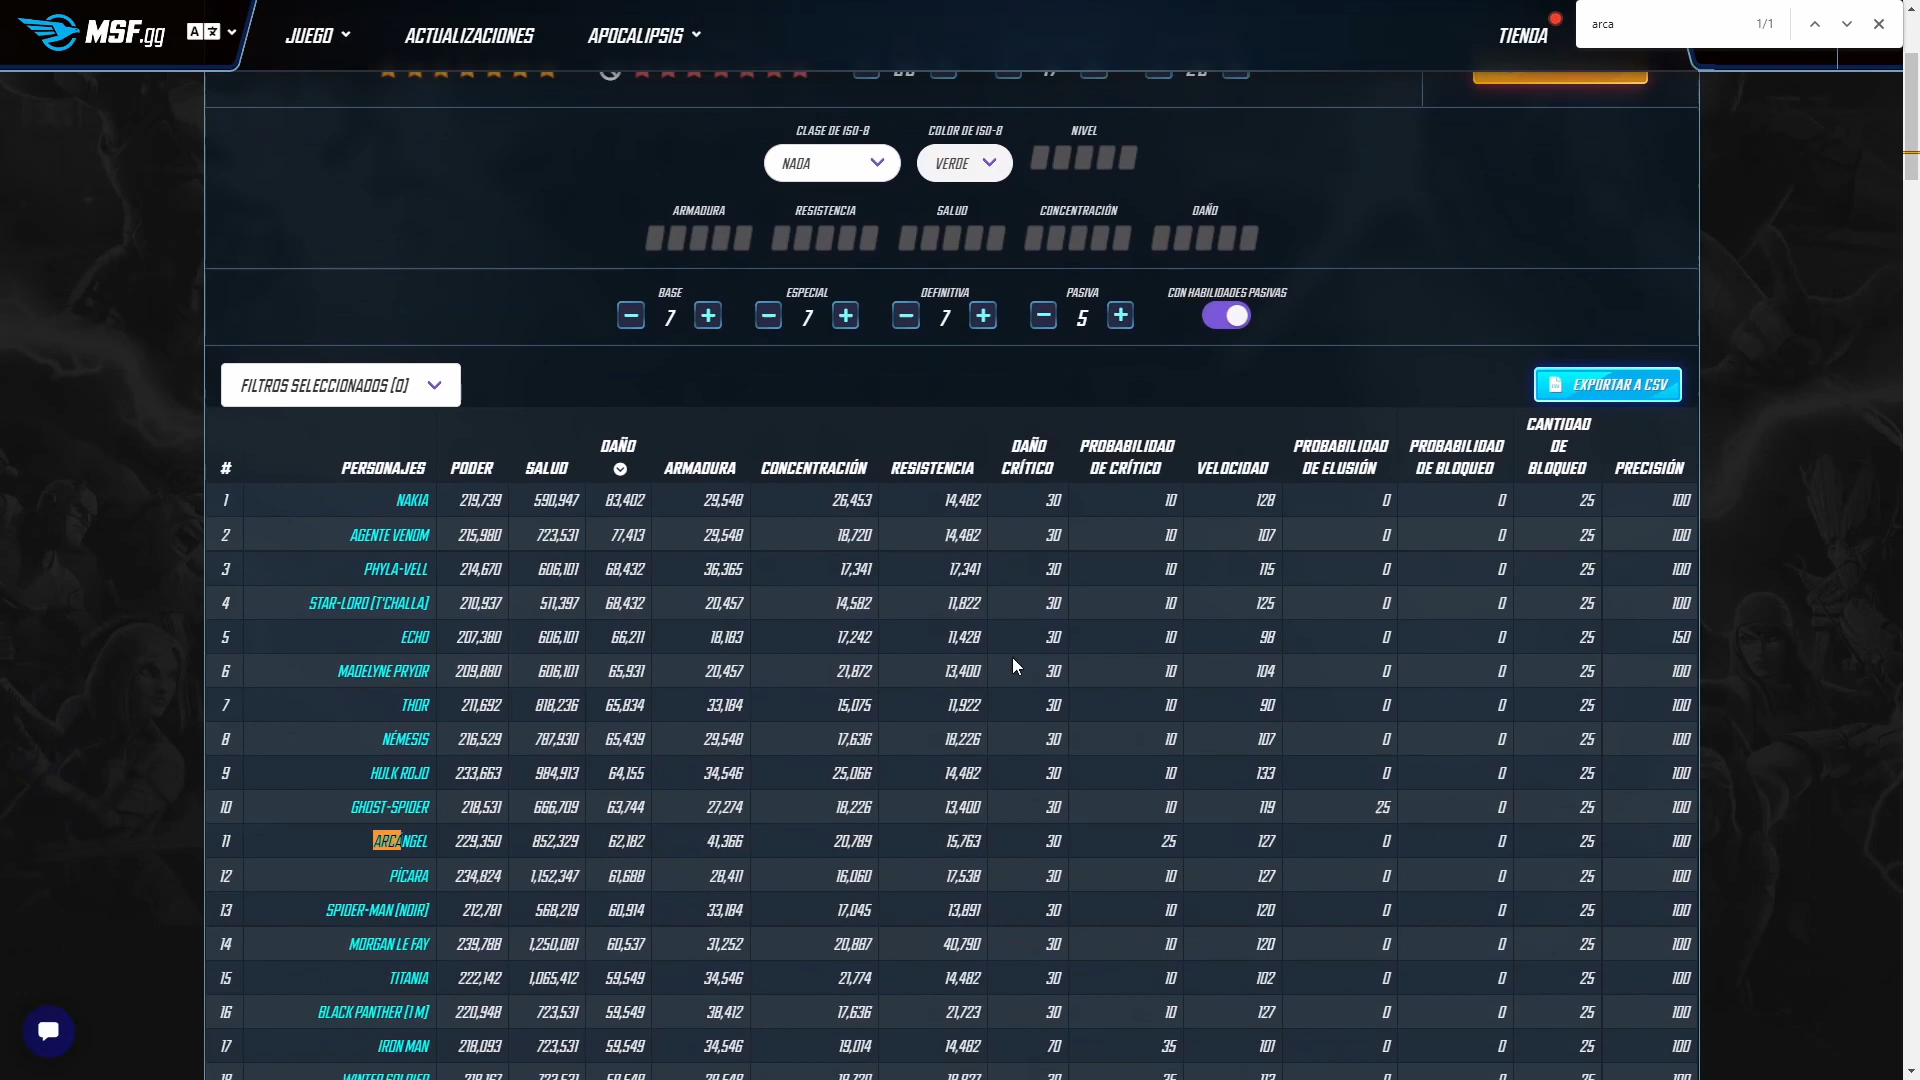 MSF.gg
JUEGO
ACTUALIZACIONES
APOCALIPSIS
TIENDA
arca
1/1
CLASE DE ISO-8
COLOR DE ISO-8
NIVEL
NADA
VERDE
ARMADURA
RESISTENCIA
SALUD
CONCENTRACIÓN
DAÑO
BASE
ESPECIAL
DEFINITIVA
PASIVA
CON HABILIDADES PASIVAS
7
7
7
5
FILTROS SELECCIONADOS [0]
EXPORTAR A CSV
# PERSONAJES PODER SALUD DAÑO ARMADURA CONCENTRACIÓN RESISTENCIA DAÑO CRÍTICO PROBABILIDAD DE CRÍTICO VELOCIDAD PROBABILIDAD DE ELUSIÓN PROBABILIDAD DE BLOQUEO CANTIDAD DE BLOQUEO PRECISIÓN
1 NAKIA 219,739 590,947 83,402 29,548 26,453 14,482 30 10 128 0 0 25 100
2 AGENTE VENOM 215,980 723,531 77,413 29,548 18,720 14,482 30 10 107 0 0 25 100
3 PHYLA-VELL 214,670 606,101 68,432 36,365 17,341 17,341 30 10 115 0 0 25 100
4 STAR-LORD [T'CHALLA] 210,937 511,397 68,432 20,457 14,582 11,822 30 10 125 0 0 25 100
5 ECHO 207,380 606,101 66,211 18,183 17,242 11,428 30 10 98 0 0 25 150
6 MADELYNE PRYOR 209,880 606,101 65,931 20,457 21,872 13,400 30 10 104 0 0 25 100
7 THOR 211,692 818,236 65,834 33,184 15,075 11,922 30 10 90 0 0 25 100
8 NÉMESIS 216,529 787,930 65,439 29,548 17,636 18,226 30 10 107 0 0 25 100
9 HULK ROJO 233,663 984,913 64,155 34,546 25,066 14,482 30 10 133 0 0 25 100
10 GHOST-SPIDER 218,531 666,709 63,744 27,274 18,226 13,400 30 10 119 25 0 25 100
11 ARCÁNGEL 229,350 852,329 62,182 41,366 20,789 15,763 30 25 127 0 0 25 100
12 PÍCARA 234,824 1,152,347 61,688 28,411 16,060 17,538 30 10 127 0 0 25 100
13 SPIDER-MAN [NOIR] 212,781 568,219 60,914 33,184 17,045 13,891 30 10 120 0 0 25 100
14 MORGAN LE FAY 239,788 1,250,081 60,537 31,252 20,887 40,790 30 10 120 0 0 25 100
15 TITANIA 222,142 1,065,412 59,549 34,546 21,774 14,482 30 10 102 0 0 25 100
16 BLACK PANTHER [1 M] 220,948 723,531 59,549 38,412 17,636 21,723 30 10 127 0 0 25 100
17 IRON MAN 218,093 723,531 59,549 34,546 19,014 14,482 70 35 101 0 0 25 100